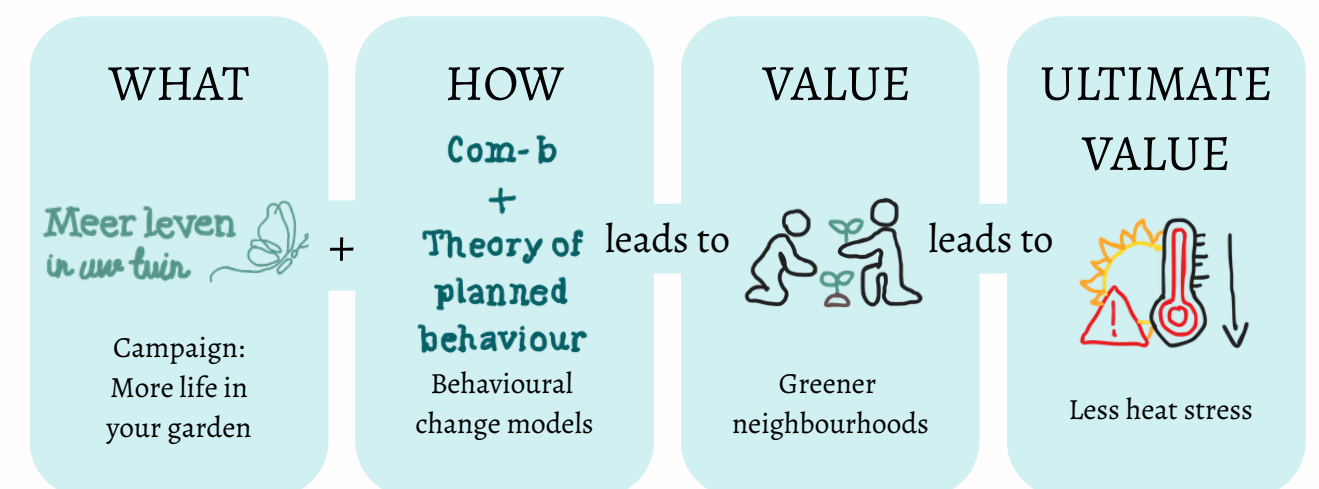 WHAT
Meer leven
in uw tuin
Campaign:
More life in
your garden
+
HOW
Com-b
+
Theory of
planned
behaviour
Behavioural
change models
leads to
VALUE
Greener
neighbourhoods
leads to
ULTIMATE
VALUE
Less heat stress